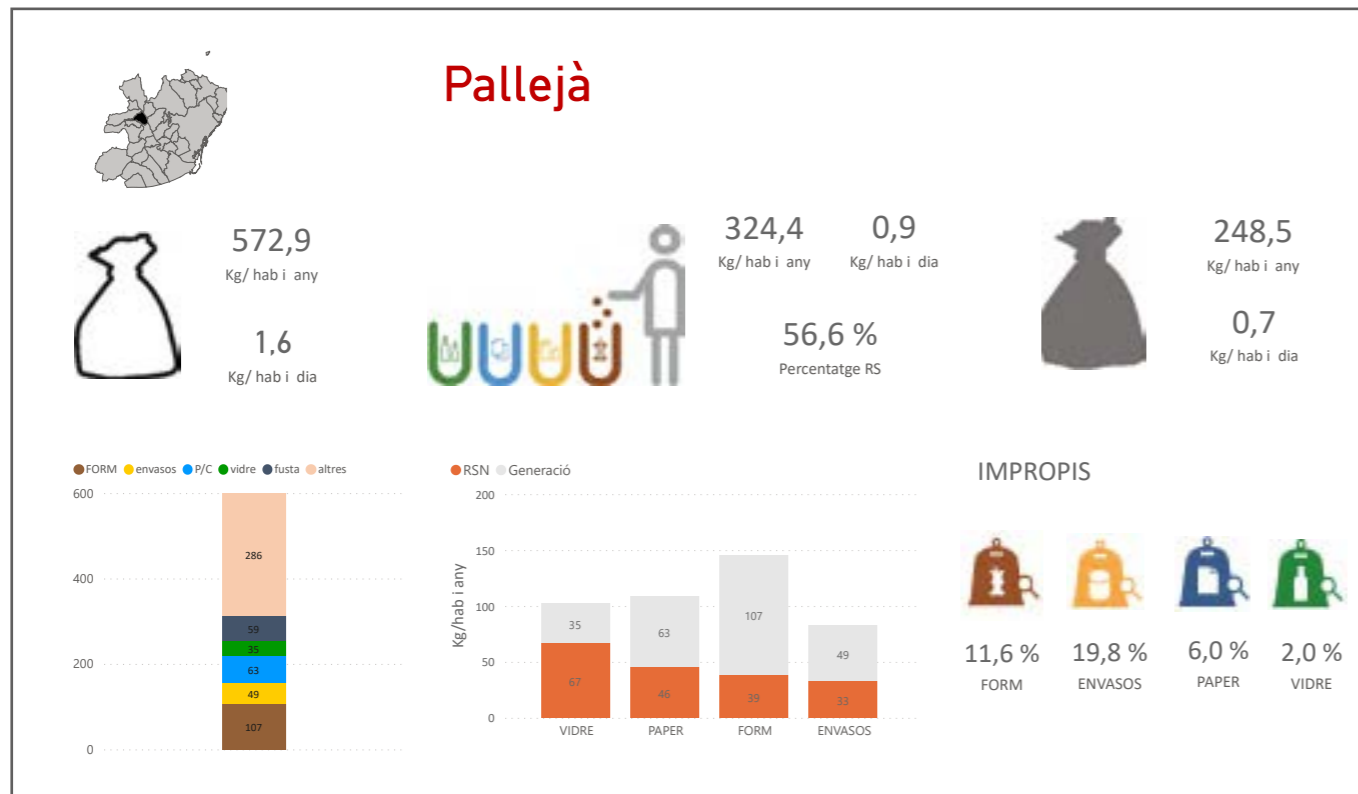 Pallejà
572,9
Kg/ hab i any
1,6
Kg/ hab i dia
324,4
Kg/ hab i any
0,9
Kg/ hab i dia
56,6 %
Percentatge RS
248,5
Kg/ hab i any
0,7
Kg/ hab i dia
FORM envasos P/C vidre fusta altres
600
400
200
0
286
59
35
63
49
107
RSN Generació
Kg/hab i any
200
150
100
50
0
35
67
63
46
107
39
49
33
VIDRE PAPER FORM ENVASOS
IMPROPIS
11,6 %
FORM
19,8 %
ENVASOS
6,0 %
PAPER
2,0 %
VIDRE